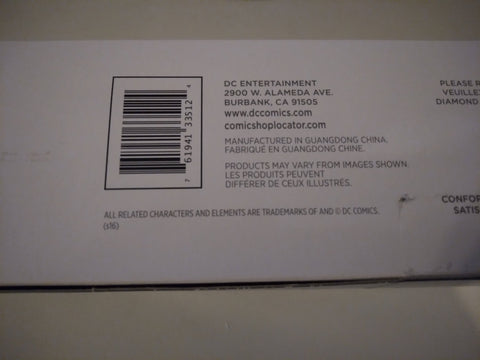 DC ENTERTAINMENT
2900 W. ALAMEDA AVE.
BURBANK, CA 91505
www.dccomics.com
comicshoplocator.com
MANUFACTURED IN GUANGDONG CHINA.
FABRIQUÉ EN GUANGDONG CHINE.
PRODUCTS MAY VARY FROM IMAGES SHOWN.
LES PRODUITS PEUVENT
DIFFÉRER DE CEUX ILLUSTRÉS.
7 61941 33512 4
ALL RELATED CHARACTERS AND ELEMENTS ARE TRADEMARKS OF AND © DC COMICS.
(s16)
PLEASE R
VEUILLE
DIAMOND
CONFOR
SATIS